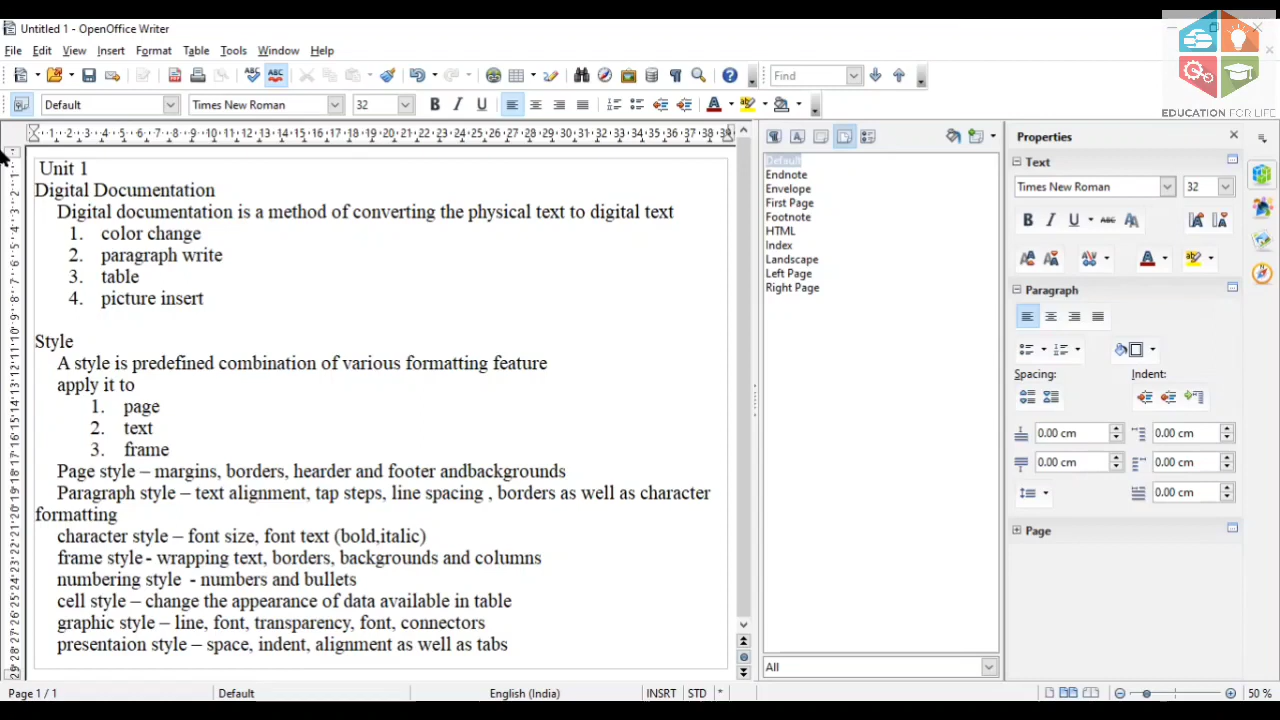 Untitled 1 - OpenOffice Writer
File Edit View Insert Format Table Tools Window Help
Find
Default Times New Roman 32
EDUCATION FOR LIFE
Unit 1
Digital Documentation
Digital documentation is a method of converting the physical text to digital text
1. color change
2. paragraph write
3. table
4. picture insert
Style
A style is predefined combination of various formatting feature
apply it to
1. page
2. text
3. frame
Page style – margins, borders, hearder and footer andbackgrounds
Paragraph style – text alignment, tap steps, line spacing , borders as well as character
formatting
character style – font size, font text (bold,italic)
frame style - wrapping text, borders, backgrounds and columns
numbering style - numbers and bullets
cell style – change the appearance of data available in table
graphic style – line, font, transparency, font, connectors
presentaion style – space, indent, alignment as well as tabs
Default
Endnote
Envelope
First Page
Footnote
HTML
Index
Landscape
Left Page
Right Page
All
Properties
Text
Times New Roman 32
Paragraph
Spacing: Indent:
0.00 cm 0.00 cm
0.00 cm 0.00 cm
0.00 cm
Page
Page 1 / 1 Default English (India) INSRT STD * 50 %